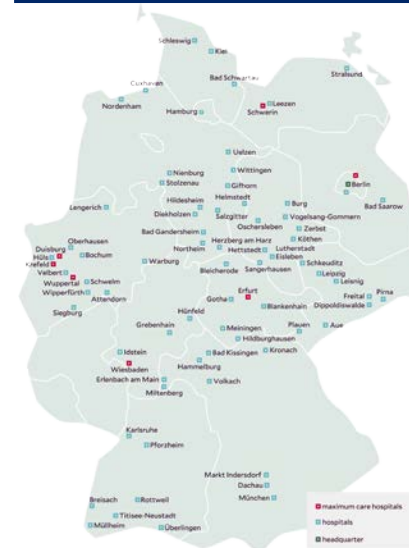 Schleswig
Kiel
Stralsund
Cuxhaven
Bad Schwartau
Nordenham
Hamburg
Leezen
Schwerin
Uelzen
Nienburg
Wittingen
Stolzenau
Gifhorn
Berlin
Lengerich
Hildesheim
Helmstedt
Burg
Bad Saarow
Diekholzen
Salzgitter
Vogelsang-Gommern
Oschersleben
Zerbst
Bad Gandersheim
Oberhausen
Duisburg
Northeim
Herzberg am Harz
Lutherstadt
Eisleben
Köthen
Hettstedt
Hüls
Bochum
Krefeld
Warburg
Bleicherode
Sangerhausen
Schkeuditz
Velbert
Leipzig
Wuppertal
Schwelm
Leisnig
Wipperfürth
Attendorn
Gotha
Erfurt
Freital
Pirna
Siegburg
Blankenhain
Dippoldiswalde
Hünfeld
Grebenhain
Meiningen
Plauen
Aue
Hildburghausen
Idstein
Bad Kissingen
Kronach
Wiesbaden
Hammelburg
Erlenbach am Main
Volkach
Miltenberg
Karlsruhe
Pforzheim
Markt Indersdorf
Dachau
München
Breisach
Rottweil
Titisee-Neustadt
Müllheim
Überlingen
maximum care hospitals
hospitals
headquarter